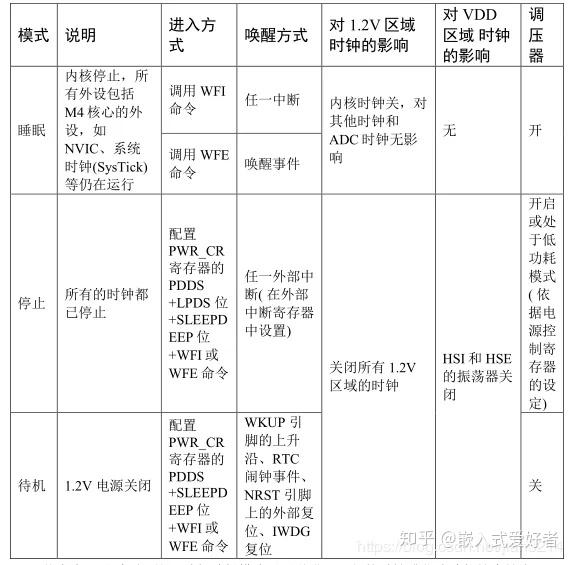 模式
说明
进入方
式
唤醒方式
对 1.2V 区域
时钟的影响
对 VDD
区域 时钟
的影响
调
压
器
睡眠
内核停止，所
有外设包括
M4 核心的外
设，如
NVIC、系统
时钟(SysTick)
等仍在运行
调用 WFI
命令
任一中断
调用 WFE
命令
唤醒事件
内核时钟关，对
其他时钟和
ADC 时钟无影
响
无
开
停止
所有的时钟都
已停止
配置
PWR_CR
寄存器的
PDDS
+LPDS 位
+SLEEPD
EEP 位
+WFI 或
WFE 命令
任一外部中
断( 在外部
中断寄存器
中设置)
关闭所有 1.2V
区域的时钟
HSI 和 HSE
的振荡器关
闭
开启
或处
于低
功耗
模式
( 依
据电
源控
制寄
存器
的设
定)
待机
1.2V 电源关闭
配置
PWR_CR
寄存器的
PDDS
+SLEEPD
EEP 位
+WFI 或
WFE 命令
WKUP 引
脚的上升
沿、RTC
闹钟事件、
NRST 引脚
上的外部复
位、IWDG
复位
关
知乎 @嵌入式爱好者